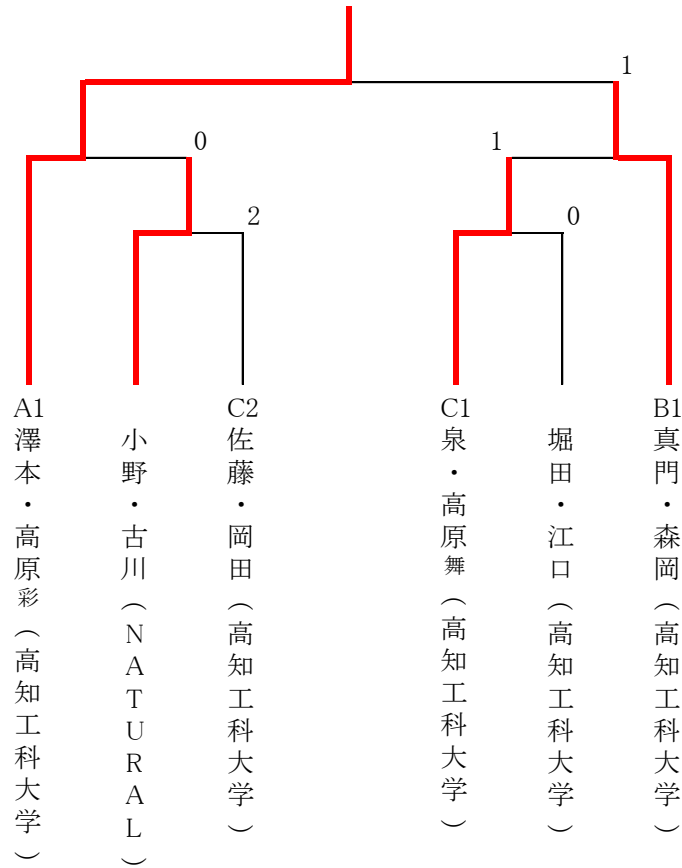 1
0
1
2
0
A1
澤本・高原彩（高知工科大学）
小野・古川（NATURAL）
C2
佐藤・岡田（高知工科大学）
C1
泉・高原舞（高知工科大学）
堀田・江口（高知工科大学）
B1
真門・森岡（高知工科大学）